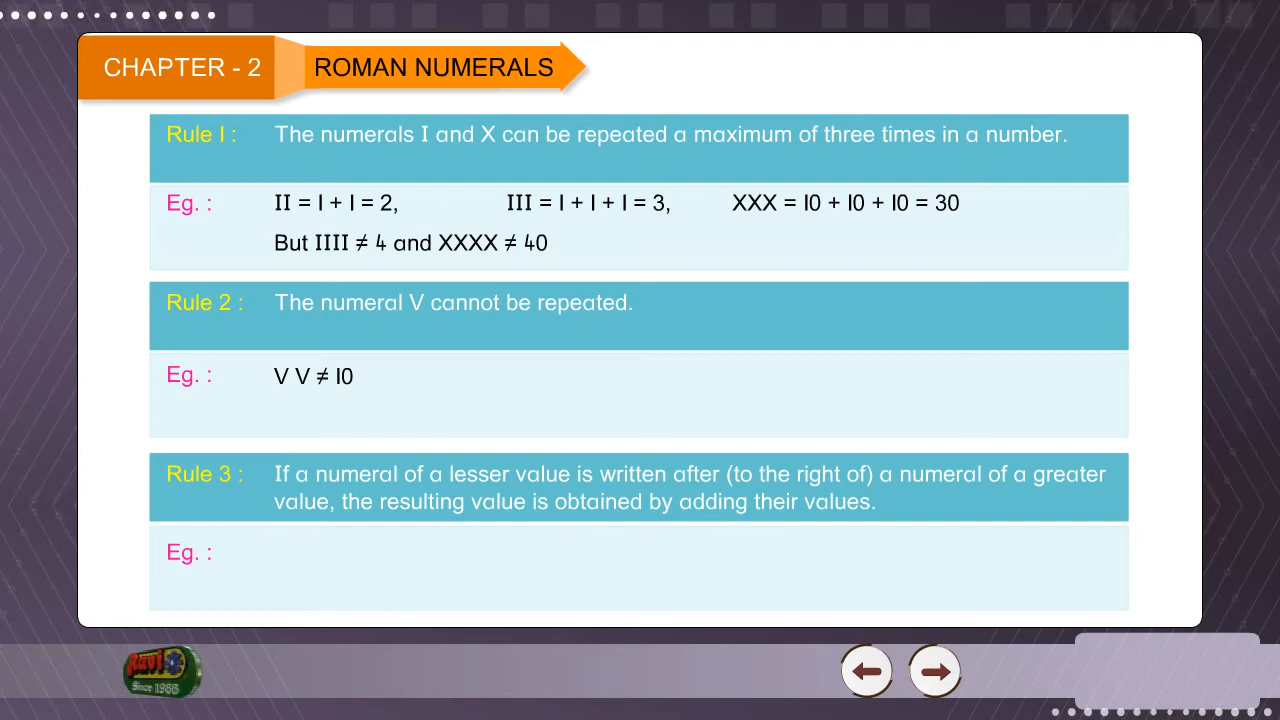 CHAPTER - 2
ROMAN NUMERALS
Rule I : The numerals I and X can be repeated a maximum of three times in a number.
Eg. : II = I + I = 2, III = I + I + I = 3, XXX = I0 + I0 + I0 = 30
But IIII ≠ 4 and XXXX ≠ 40
Rule 2 : The numeral V cannot be repeated.
Eg. : V V ≠ I0
Rule 3 : If a numeral of a lesser value is written after (to the right of) a numeral of a greater
value, the resulting value is obtained by adding their values.
Eg. :
Ravi
Since 1986